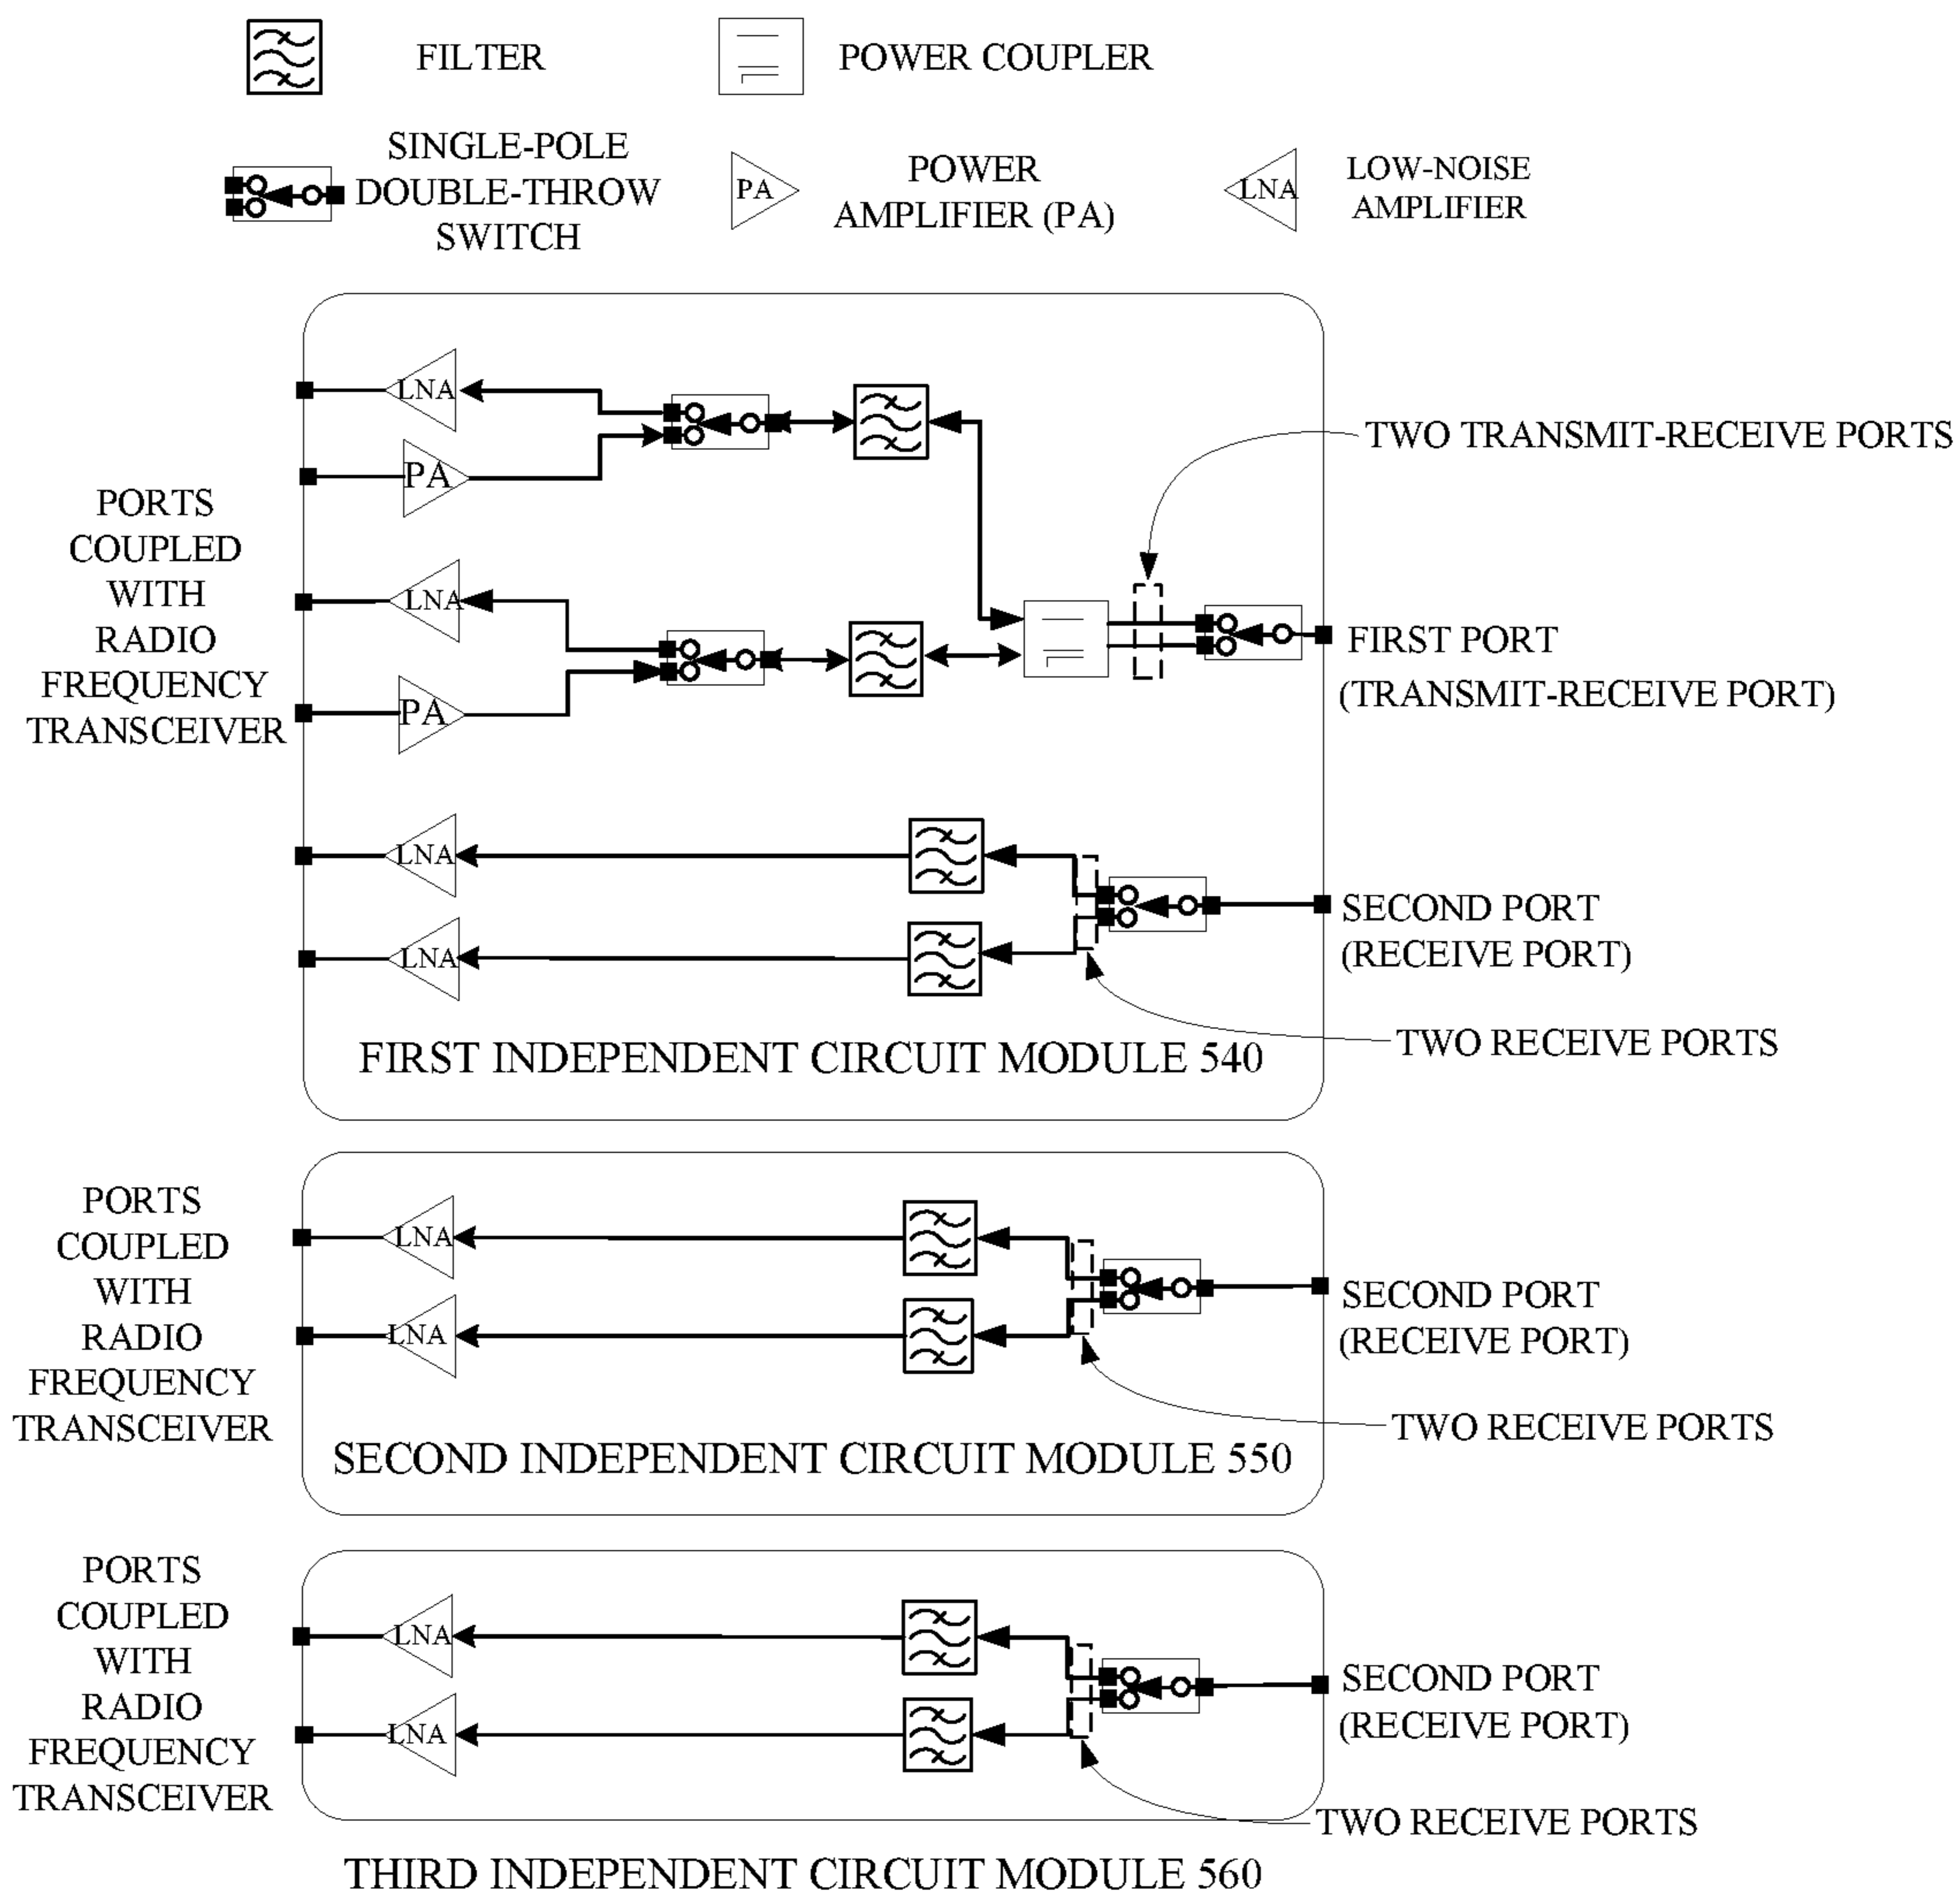 FILTER
POWER COUPLER
SINGLE-POLE
DOUBLE-THROW
SWITCH
PA
POWER
AMPLIFIER (PA)
LNA
LOW-NOISE
AMPLIFIER
LNA
PA
TWO TRANSMIT-RECEIVE PORTS
PORTS
COUPLED
WITH
RADIO
FREQUENCY
TRANSCEIVER
LNA
PA
FIRST PORT
(TRANSMIT-RECEIVE PORT)
LNA
LNA
SECOND PORT
(RECEIVE PORT)
TWO RECEIVE PORTS
FIRST INDEPENDENT CIRCUIT MODULE 540
PORTS
COUPLED
WITH
RADIO
FREQUENCY
TRANSCEIVER
LNA
LNA
SECOND PORT
(RECEIVE PORT)
TWO RECEIVE PORTS
SECOND INDEPENDENT CIRCUIT MODULE 550
PORTS
COUPLED
WITH
RADIO
FREQUENCY
TRANSCEIVER
LNA
LNA
SECOND PORT
(RECEIVE PORT)
TWO RECEIVE PORTS
THIRD INDEPENDENT CIRCUIT MODULE 560